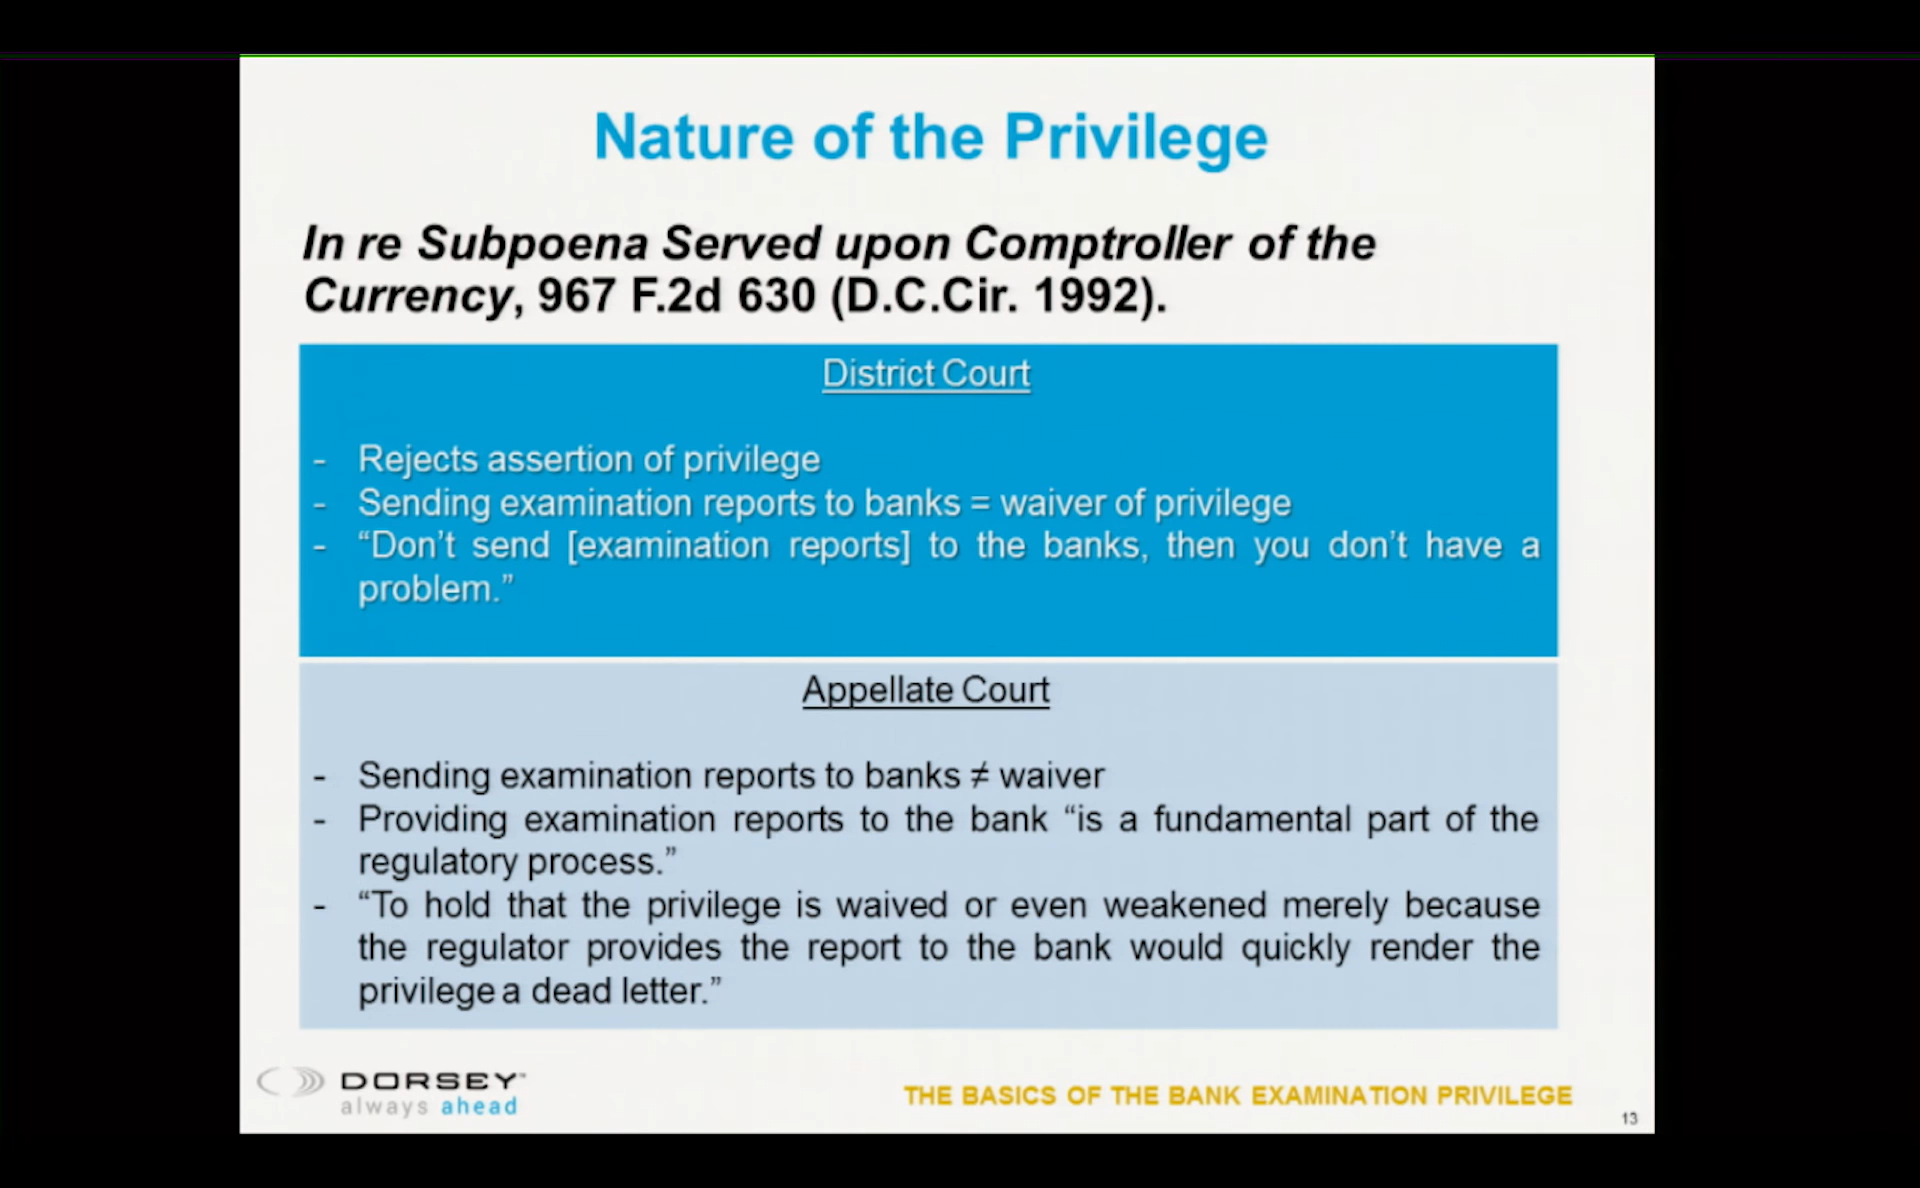 Nature of the Privilege
In re Subpoena Served upon Comptroller of the
Currency, 967 F.2d 630 (D.C.Cir. 1992).
District Court
- Rejects assertion of privilege
- Sending examination reports to banks = waiver of privilege
- “Don’t send [examination reports] to the banks, then you don’t have a
problem.”
Appellate Court
- Sending examination reports to banks ≠ waiver
- Providing examination reports to the bank “is a fundamental part of the
regulatory process.”
- “To hold that the privilege is waived or even weakened merely because
the regulator provides the report to the bank would quickly render the
privilege a dead letter.”
DORSEY™
always ahead
THE BASICS OF THE BANK EXAMINATION PRIVILEGE
13